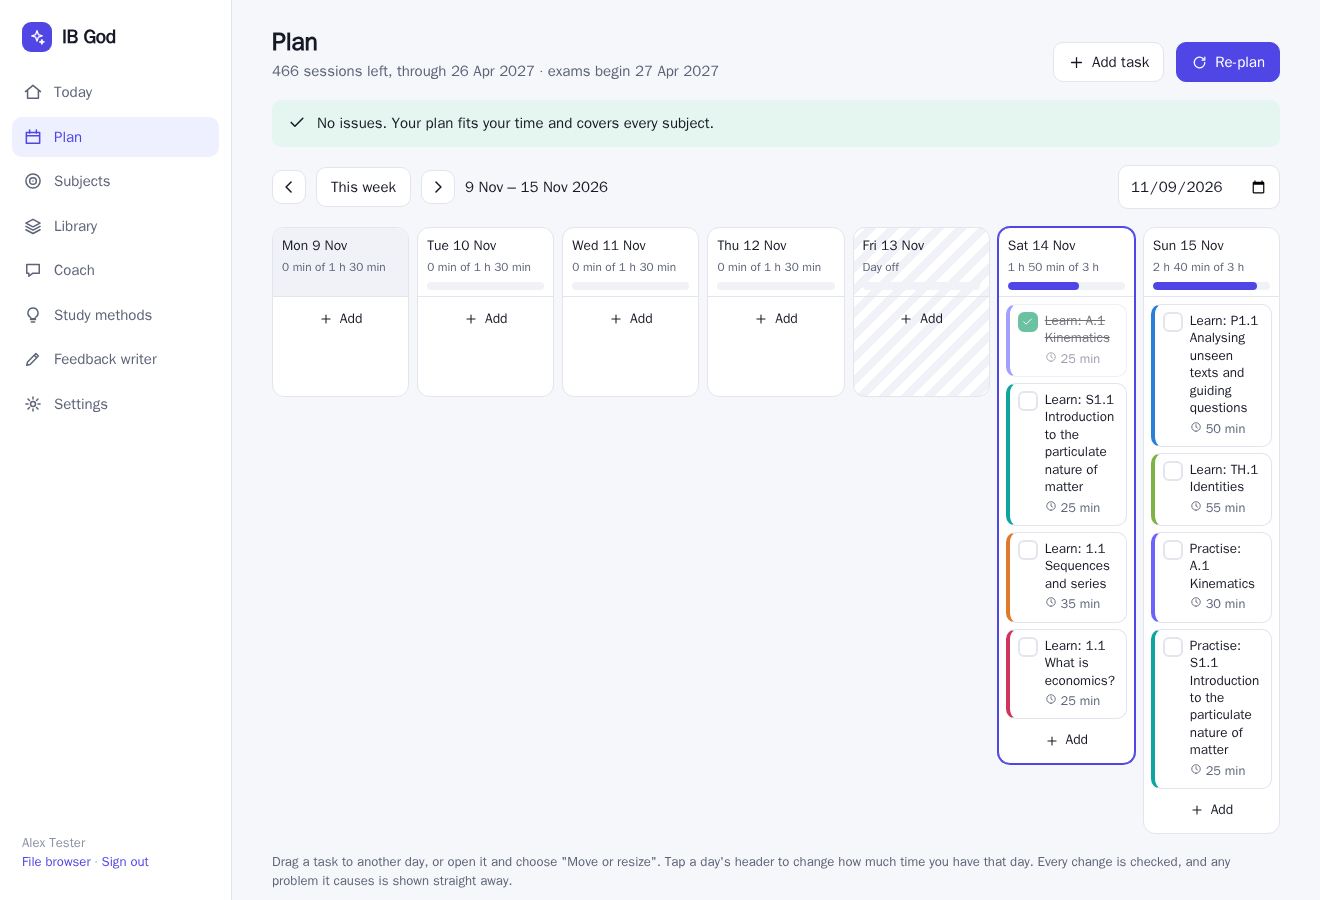 IB God
Today
Plan
Subjects
Library
Coach
Study methods
Feedback writer
Settings
Alex Tester
File browser · Sign out
Plan
466 sessions left, through 26 Apr 2027 · exams begin 27 Apr 2027
Add task
Re-plan
No issues. Your plan fits your time and covers every subject.
This week
9 Nov – 15 Nov 2026
11/09/2026
Mon 9 Nov
0 min of 1 h 30 min
Add
Tue 10 Nov
0 min of 1 h 30 min
Add
Wed 11 Nov
0 min of 1 h 30 min
Add
Thu 12 Nov
0 min of 1 h 30 min
Add
Fri 13 Nov
Day off
Add
Sat 14 Nov
1 h 50 min of 3 h
Learn: A.1
Kinematics
25 min
Learn: S1.1
Introduction
to the
particulate
nature of
matter
25 min
Learn: 1.1
Sequences
and series
35 min
Learn: 1.1
What is
economics?
25 min
Add
Sun 15 Nov
2 h 40 min of 3 h
Learn: P1.1
Analysing
unseen
texts and
guiding
questions
50 min
Learn: TH.1
Identities
55 min
Practise:
A.1
Kinematics
30 min
Practise:
S1.1
Introduction
to the
particulate
nature of
matter
25 min
Add
Drag a task to another day, or open it and choose "Move or resize". Tap a day's header to change how much time you have that day. Every change is checked, and any
problem it causes is shown straight away.